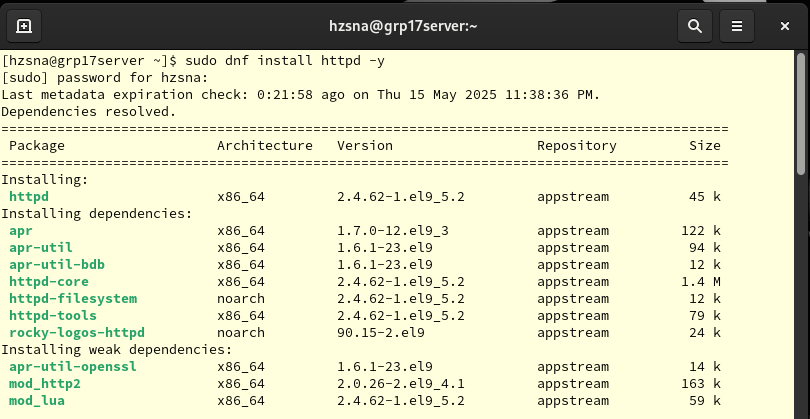 hzsna@grp17server:~
[hzsna@grp17server ~]$ sudo dnf install httpd -y
[sudo] password for hzsna:
Last metadata expiration check: 0:21:58 ago on Thu 15 May 2025 11:38:36 PM.
Dependencies resolved.
================================================================================
 Package                  Architecture   Version                  Repository         Size
================================================================================
Installing:
 httpd                    x86_64         2.4.62-1.el9_5.2         appstream          45 k
Installing dependencies:
 apr                      x86_64         1.7.0-12.el9_3           appstream         122 k
 apr-util                 x86_64         1.6.1-23.el9             appstream          94 k
 apr-util-bdb             x86_64         1.6.1-23.el9             appstream          12 k
 httpd-core               x86_64         2.4.62-1.el9_5.2         appstream         1.4 M
 httpd-filesystem         noarch         2.4.62-1.el9_5.2         appstream          12 k
 httpd-tools              x86_64         2.4.62-1.el9_5.2         appstream          79 k
 rocky-logos-httpd        noarch         90.15-2.el9              appstream          24 k
Installing weak dependencies:
 apr-util-openssl         x86_64         1.6.1-23.el9             appstream          14 k
 mod_http2                x86_64         2.0.26-2.el9_4.1         appstream         163 k
 mod_lua                  x86_64         2.4.62-1.el9_5.2         appstream          59 k